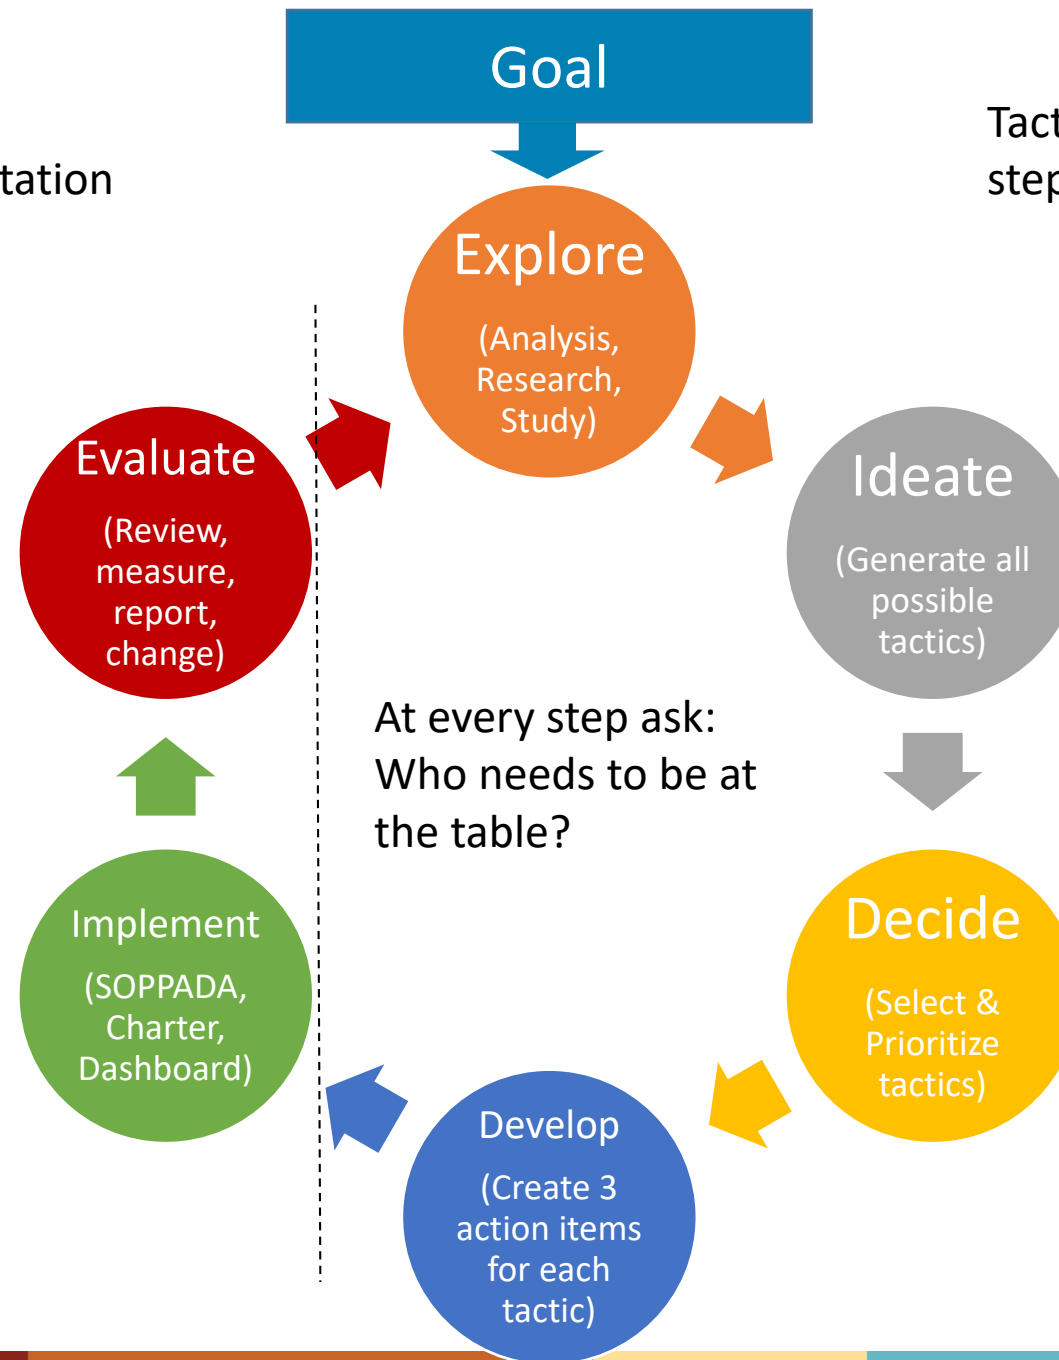 Goal
tation
Tact
step
Explore
(Analysis,
Research,
Study)
Ideate
(Generate all
possible
tactics)
Decide
(Select &
Prioritize
tactics)
Develop
(Create 3
action items
for each
tactic)
Implement
(SOPPADA,
Charter,
Dashboard)
Evaluate
(Review,
measure,
report,
change)
At every step ask:
Who needs to be at
the table?